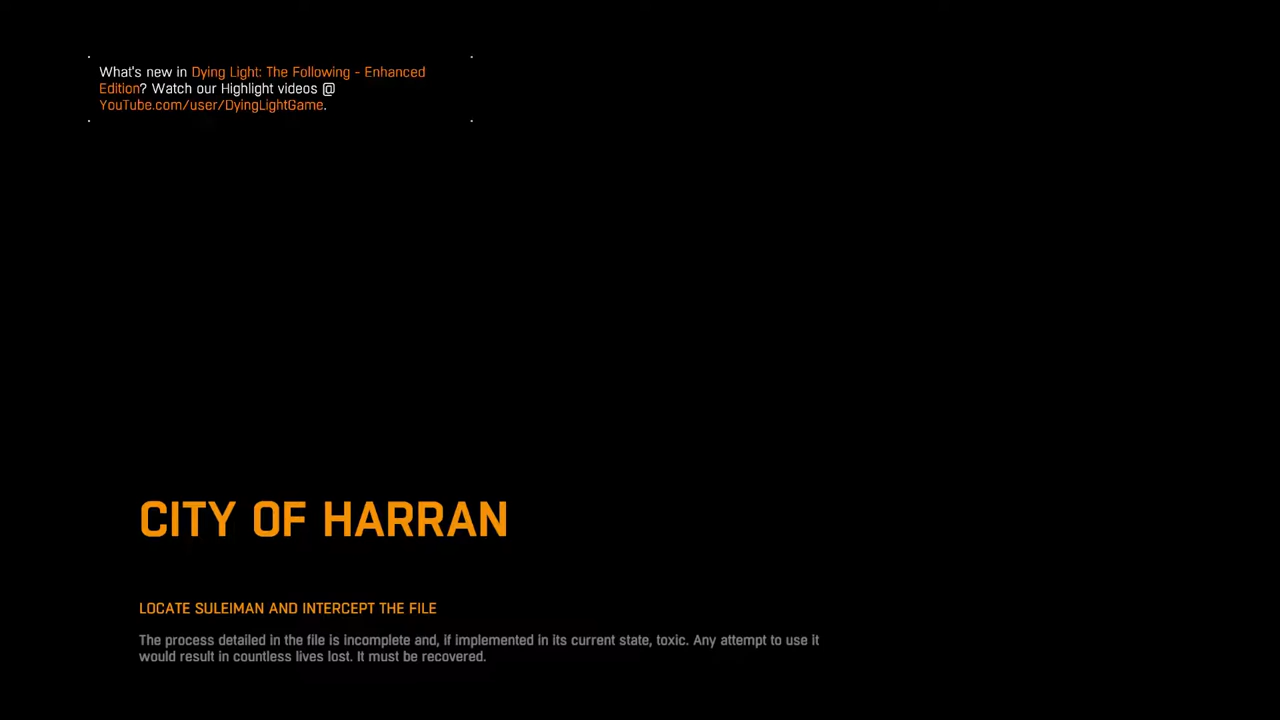 What's new in Dying Light: The Following - Enhanced
Edition? Watch our Highlight videos @
YouTube.com/user/DyingLightGame.
CITY OF HARRAN
LOCATE SULEIMAN AND INTERCEPT THE FILE
The process detailed in the file is incomplete and, if implemented in its current state, toxic. Any attempt to use it
would result in countless lives lost. It must be recovered.